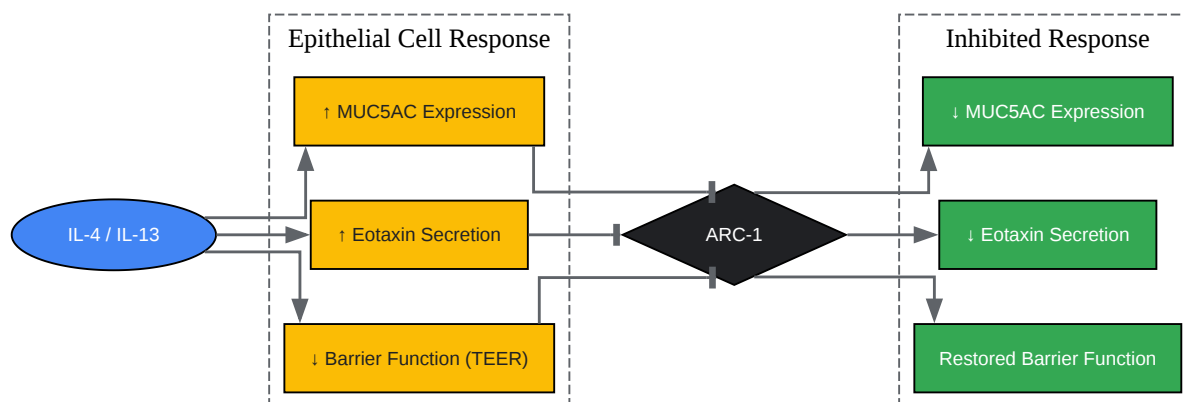 Epithelial Cell Response
Inhibited Response
↑ MUC5AC Expression
↓ MUC5AC Expression
IL-4 / IL-13
↑ Eotaxin Secretion
ARC-1
↓ Eotaxin Secretion
↓ Barrier Function (TEER)
Restored Barrier Function